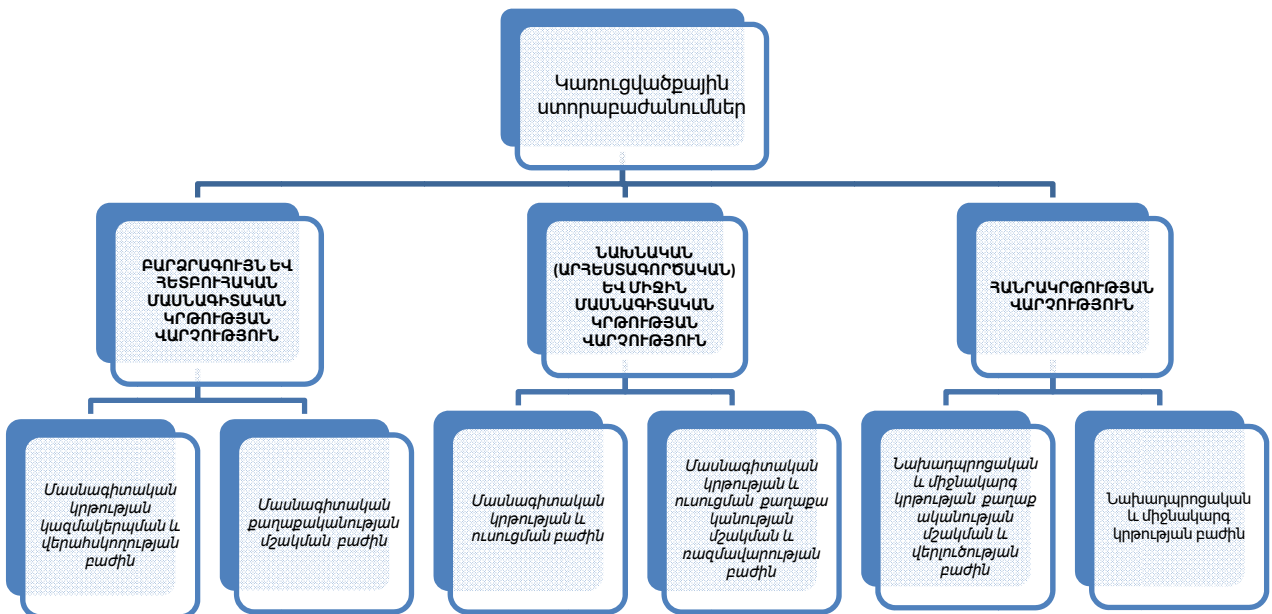 Կառուցվածքային
ստորաբաժանումներ
ԲԱՐՁՐԱԳՈՒՅՆ ԵՎ
ՀԵՏԲՈՒՀԱԿԱՆ
ՄԱՍՆԱԳԻՏԱԿԱՆ
ԿՐԹՈՒԹՅԱՆ
ՎԱՐՉՈՒԹՅՈՒՆ
ՆԱԽՆԱԿԱՆ
(ԱՐՀԵՍՏԱԳՈՐԾԱԿԱՆ)
ԵՎ ՄԻՋԻՆ
ՄԱՍՆԱԳԻՏԱԿԱՆ
ԿՐԹՈՒԹՅԱՆ
ՎԱՐՉՈՒԹՅՈՒՆ
ՀԱՆՐԱԿՐԹՈՒԹՅԱՆ
ՎԱՐՉՈՒԹՅՈՒՆ
Մասնագիտական
կրթության
կազմակերպման և
վերահսկողության
բաժին
Մասնագիտական
քաղաքականության
մշակման բաժին
Մասնագիտական
կրթության և
ուսուցման բաժին
Մասնագիտական
կրթության և
ուսուցման քաղաքա
կանության
մշակման և
ռազմավարության
բաժին
Նախադպրոցական
և միջնակարգ
կրթության քաղաք
ականության
մշակման և
վերլուծության
բաժին
Նախադպրոցական
և միջնակարգ
կրթության բաժին